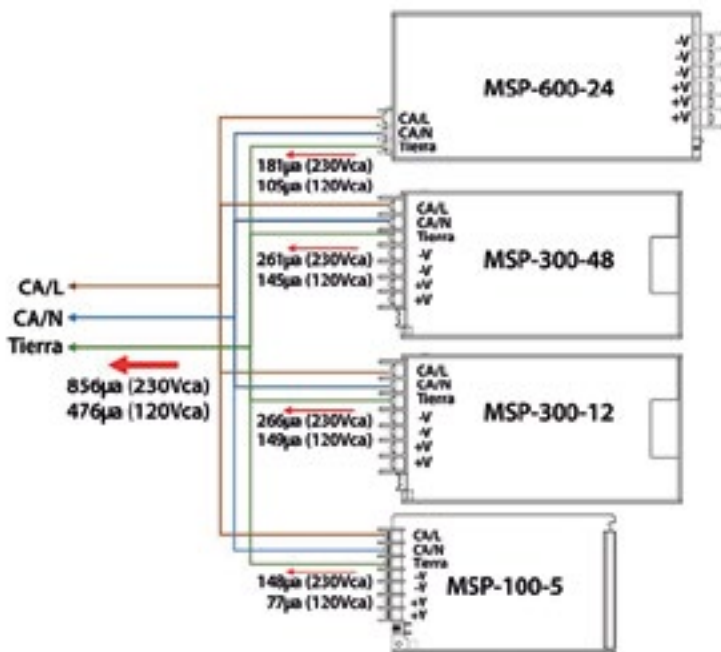 MSP-600-24
-V
-V
-V
+V
+V
+V
CA/L
CA/N
Tierra
181µa (230Vca)
105µa (120Vca)
MSP-300-48
CA/L
CA/N
Tierra
-V
-V
+V
+V
261µa (230Vca)
145µa (120Vca)
CA/L
CA/N
Tierra
856µa (230Vca)
476µa (120Vca)
MSP-300-12
CA/L
CA/N
Tierra
-V
-V
+V
+V
266µa (230Vca)
149µa (120Vca)
MSP-100-5
CA/L
CA/N
Tierra
-V
-V
+V
+V
148µa (230Vca)
77µa (120Vca)